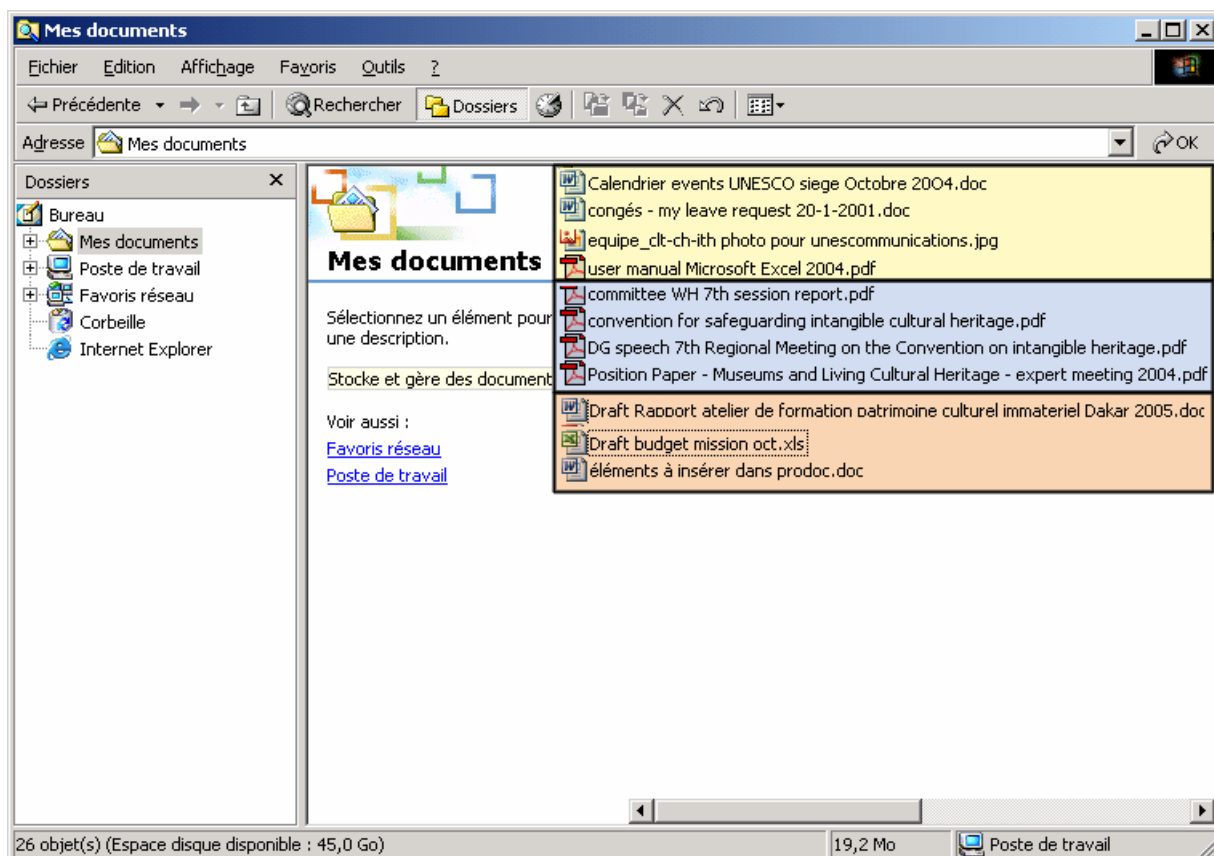 Mes documents
Fichier Edition Affichage Favoris Outils ?
Précédente Rechercher Dossiers
Adresse Mes documents OK
Dossiers
Bureau
Mes documents
Poste de travail
Favoris réseau
Corbeille
Internet Explorer
Mes documents
Sélectionnez un élément pour
une description.
Stocke et gère des document
Voir aussi :
Favoris réseau
Poste de travail
Calendrier events UNESCO siege Octobre 2004.doc
congés - my leave request 20-1-2001.doc
equipe_clt-ch-ith photo pour unescommunications.jpg
user manual Microsoft Excel 2004.pdf
committee WH 7th session report.pdf
convention for safeguarding intangible cultural heritage.pdf
DG speech 7th Regional Meeting on the Convention on intangible heritage.pdf
Position Paper - Museums and Living Cultural Heritage - expert meeting 2004.pdf
Draft Rapport atelier de formation patrimoine culturel immateriel Dakar 2005.doc
Draft budget mission oct.xls
éléments à insérer dans prodoc.doc
26 objet(s) (Espace disque disponible : 45,0 Go) 19,2 Mo Poste de travail